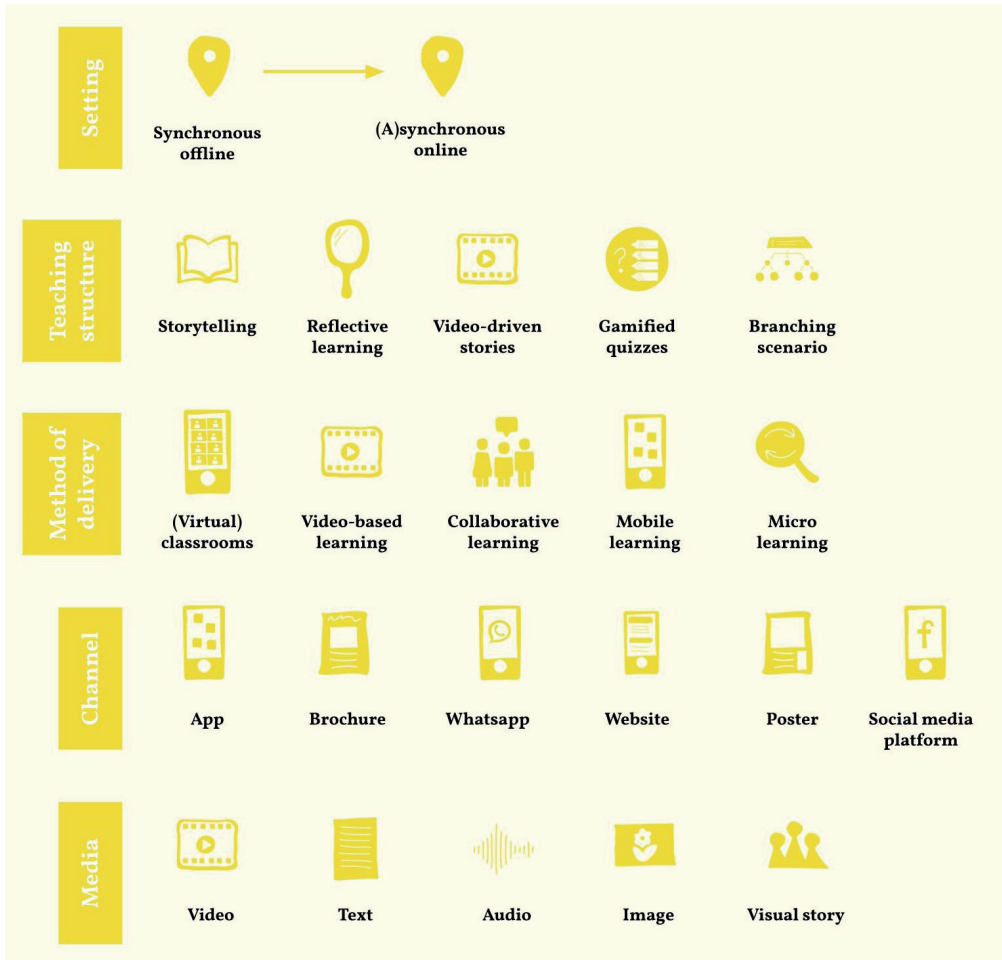 Setting
Synchronous
offline
(A)synchronous
online
Teaching
structure
Storytelling
Reflective
learning
Video-driven
stories
Gamified
quizzes
Branching
scenario
Method of
delivery
(Virtual)
classrooms
Video-based
learning
Collaborative
learning
Mobile
learning
Micro
learning
Channel
App
Brochure
Whatsapp
Website
Poster
Social media
platform
Media
Video
Text
Audio
Image
Visual story